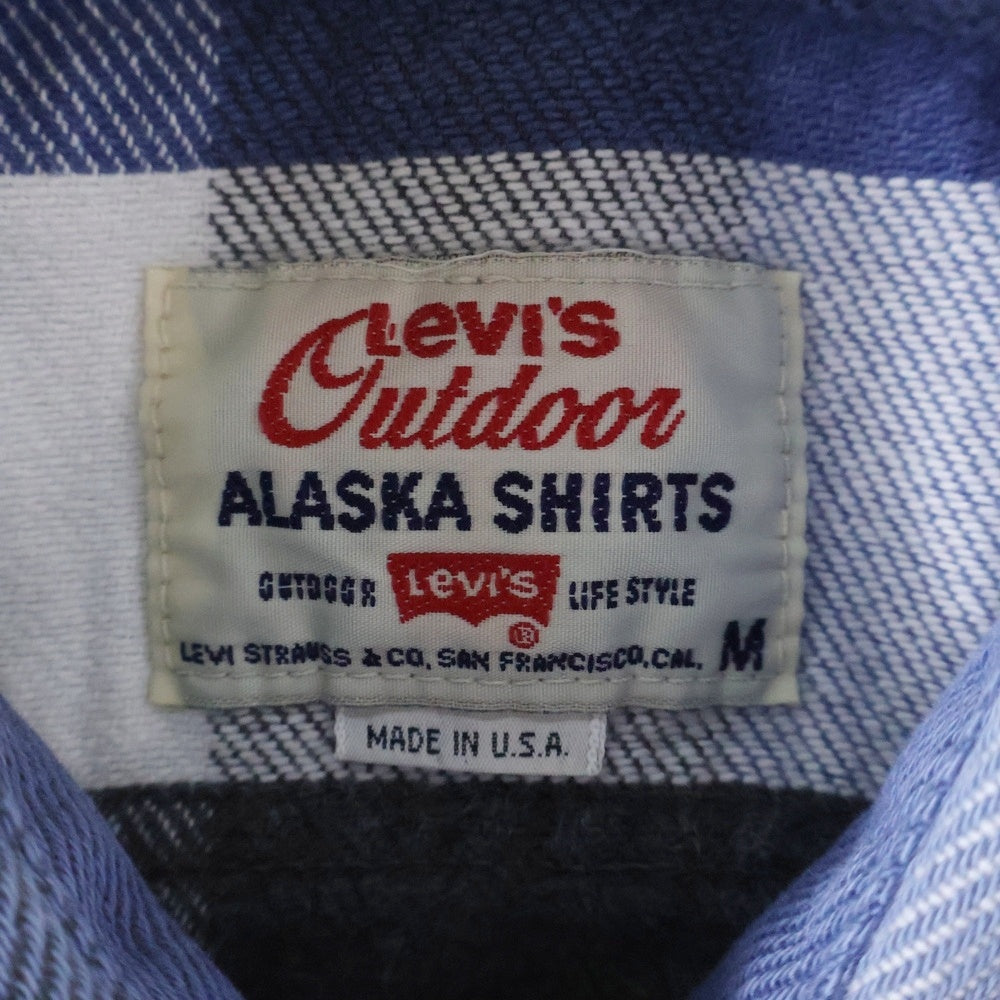 Levi's
Outdoor
ALASKA SHIRTS
OUTDOOR Levi's LIFE STYLE
®
LEVI STRAUSS & CO. SAN FRANCISCO, CAL. M
MADE IN U.S.A.